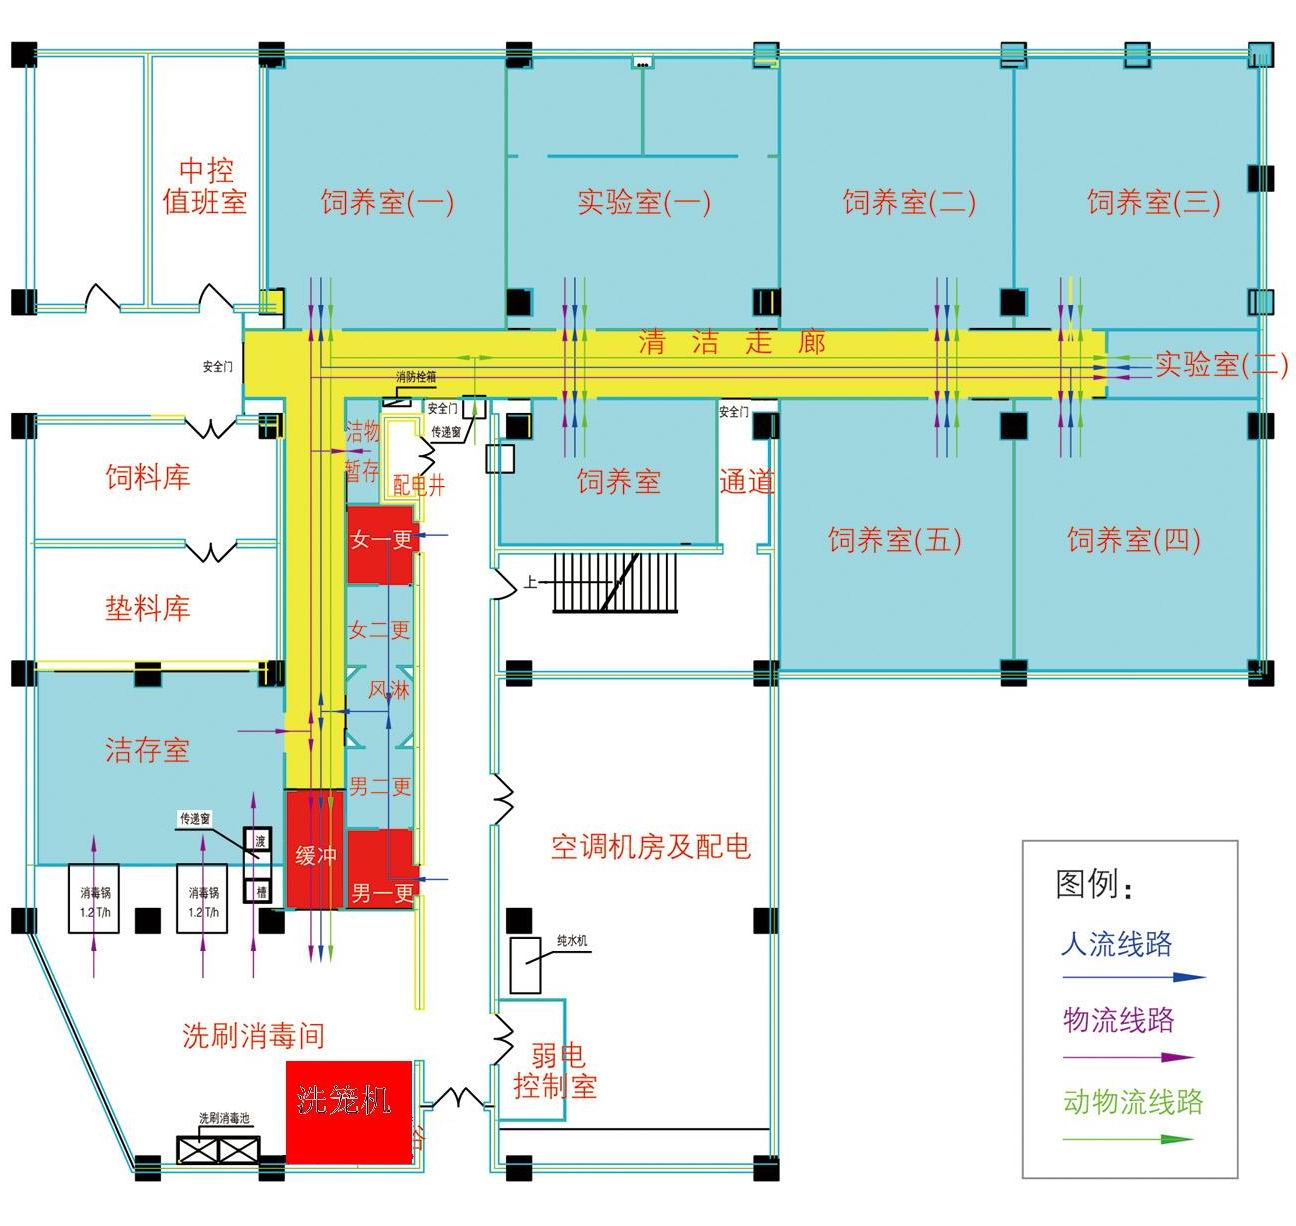 中控
值班室
饲养室(一)
实验室(一)
饲养室(二)
饲养室(三)
清洁走廊
安全门
消防栓箱
实验室(二)
安全门
传递窗
安全门
洁物
暂存
配电井
饲料库
饲养室
通道
女一更
饲养室(五)
饲养室(四)
上
垫料库
女二更
风淋
洁存室
男二更
传递窗
渡
槽
缓冲
空调机房及配电
消毒锅
1.2T/h
消毒锅
1.2T/h
男一更
纯水机
洗刷消毒间
弱电
控制室
洗笼机
洗刷消毒池
图例：
人流线路
物流线路
动物流线路